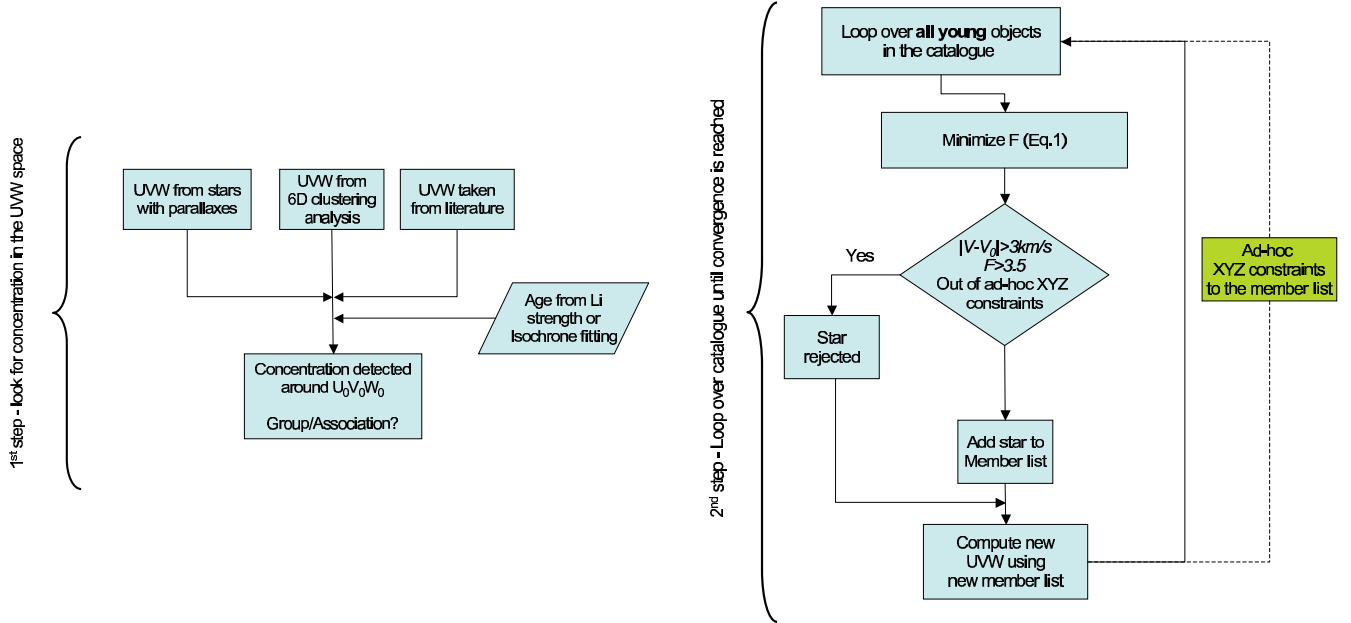 1st step - look for concentration in the UVW space
UVW from stars
with parallaxes
UVW from
6D clustering
analysis
UVW taken
from literature
Age from Li
strength or
Isochrone fitting
Concentration detected
around U0V0W0
Group/Association?
2nd step - Loop over catalogue until convergence is reached
Loop over all young objects
in the catalogue
Minimize F (Eq.1)
|V-V0|>3km/s
F>3.5
Out of ad-hoc XYZ
constraints
Yes
Star
rejected
Add star to
Member list
Compute new
UVW using
new member list
Ad-hoc
XYZ constraints
to the member list